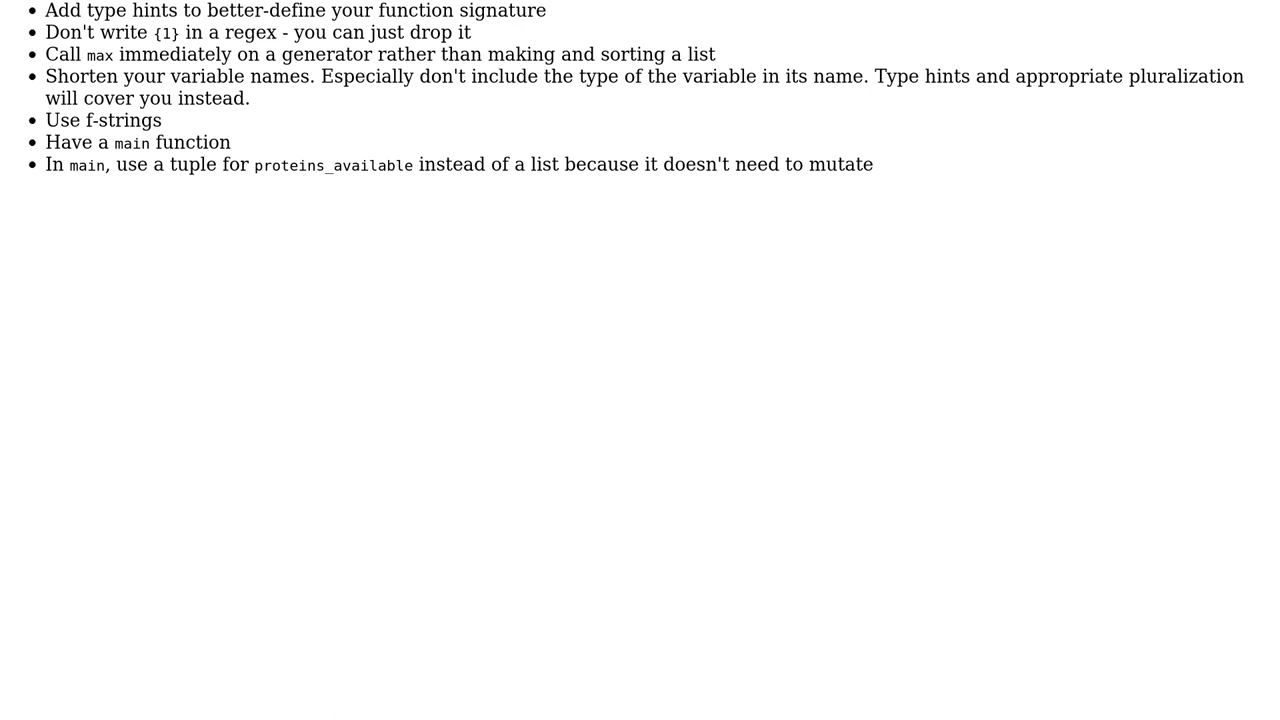 • Add type hints to better-define your function signature
• Don't write {1} in a regex - you can just drop it
• Call max immediately on a generator rather than making and sorting a list
• Shorten your variable names. Especially don't include the type of the variable in its name. Type hints and appropriate pluralization
will cover you instead.
• Use f-strings
• Have a main function
• In main, use a tuple for proteins_available instead of a list because it doesn't need to mutate